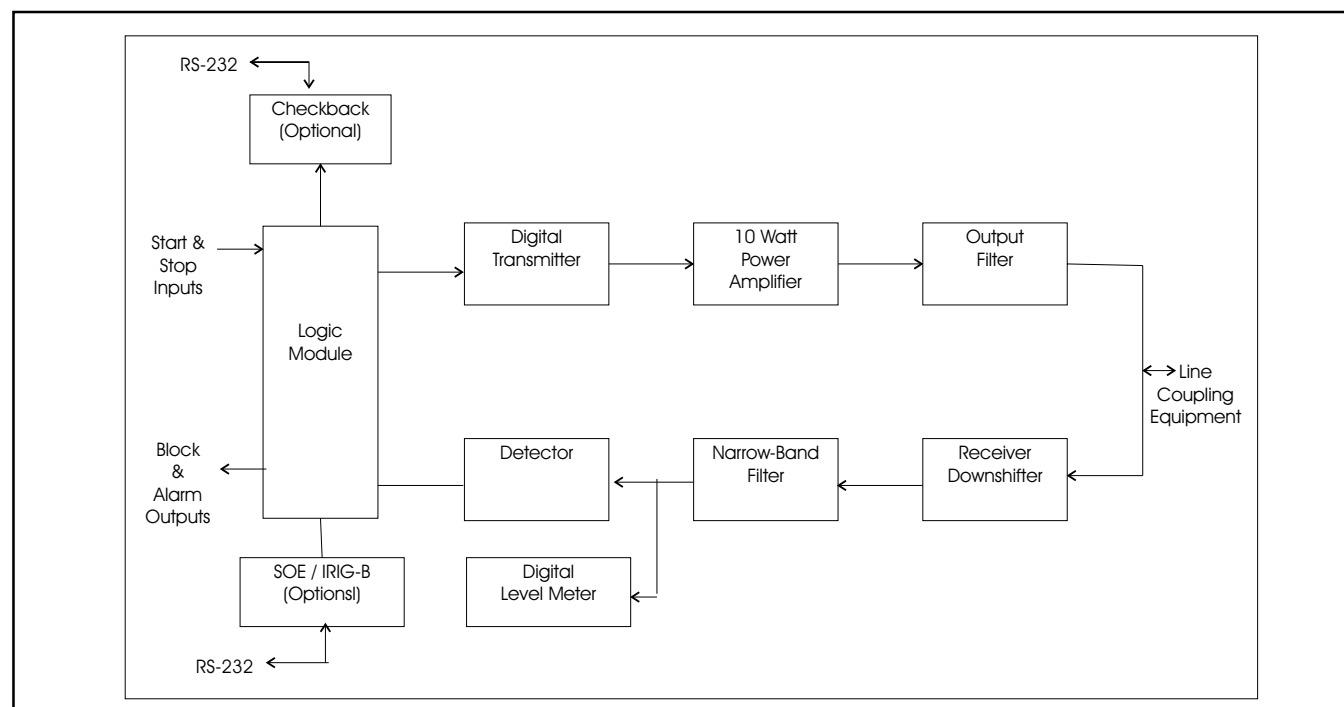 RS-232
Checkback
(Optional)
Start &
Stop
Inputs
Logic
Module
Digital
Transmitter
10 Watt
Power
Amplifier
Output
Filter
Line
Coupling
Equipment
Block
&
Alarm
Outputs
Detector
Narrow-Band
Filter
Receiver
Downshifter
SOE / IRIG-B
(Optionsl)
Digital
Level Meter
RS-232